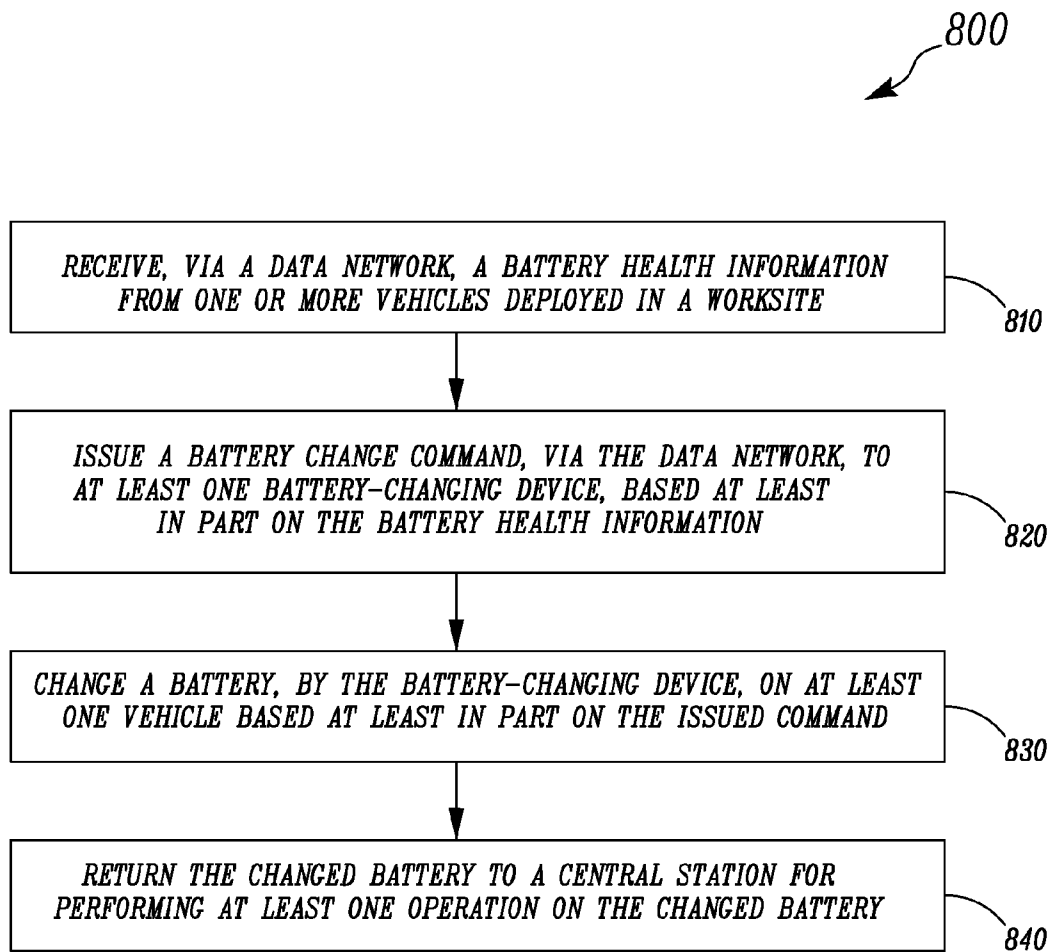 800
RECEIVE, VIA A DATA NETWORK, A BATTERY HEALTH INFORMATION
FROM ONE OR MORE VEHICLES DEPLOYED IN A WORKSITE
810
ISSUE A BATTERY CHANGE COMMAND, VIA THE DATA NETWORK, TO
AT LEAST ONE BATTERY-CHANGING DEVICE, BASED AT LEAST
IN PART ON THE BATTERY HEALTH INFORMATION
820
CHANGE A BATTERY, BY THE BATTERY-CHANGING DEVICE, ON AT LEAST
ONE VEHICLE BASED AT LEAST IN PART ON THE ISSUED COMMAND
830
RETURN THE CHANGED BATTERY TO A CENTRAL STATION FOR
PERFORMING AT LEAST ONE OPERATION ON THE CHANGED BATTERY
840